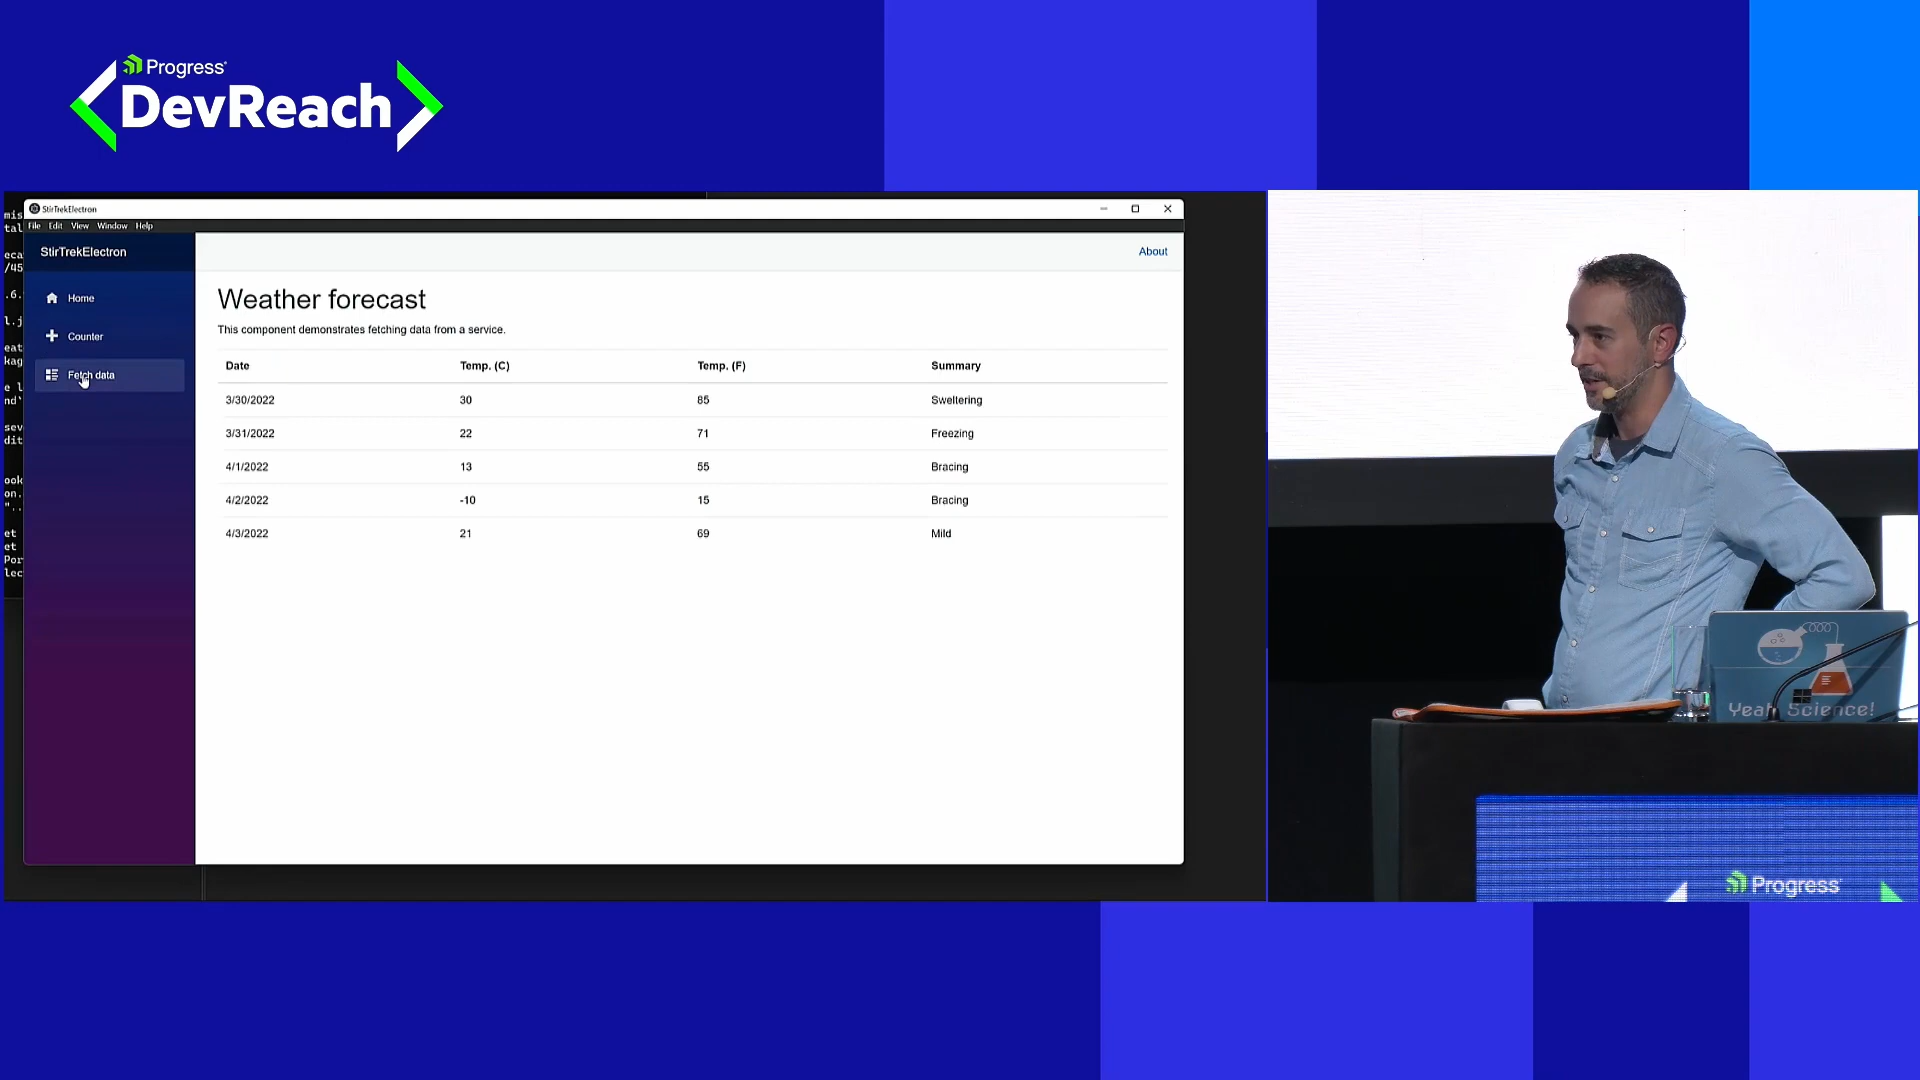 Progress®
DevReach
StirTrekElectron
File Edit View Window Help
StirTrekElectron
About
Home
Counter
Fetch data
Weather forecast
This component demonstrates fetching data from a service.
Date Temp. (C) Temp. (F) Summary
3/30/2022 30 85 Sweltering
3/31/2022 22 71 Freezing
4/1/2022 13 55 Bracing
4/2/2022 -10 15 Bracing
4/3/2022 21 69 Mild
Yeah Science!
Progress®